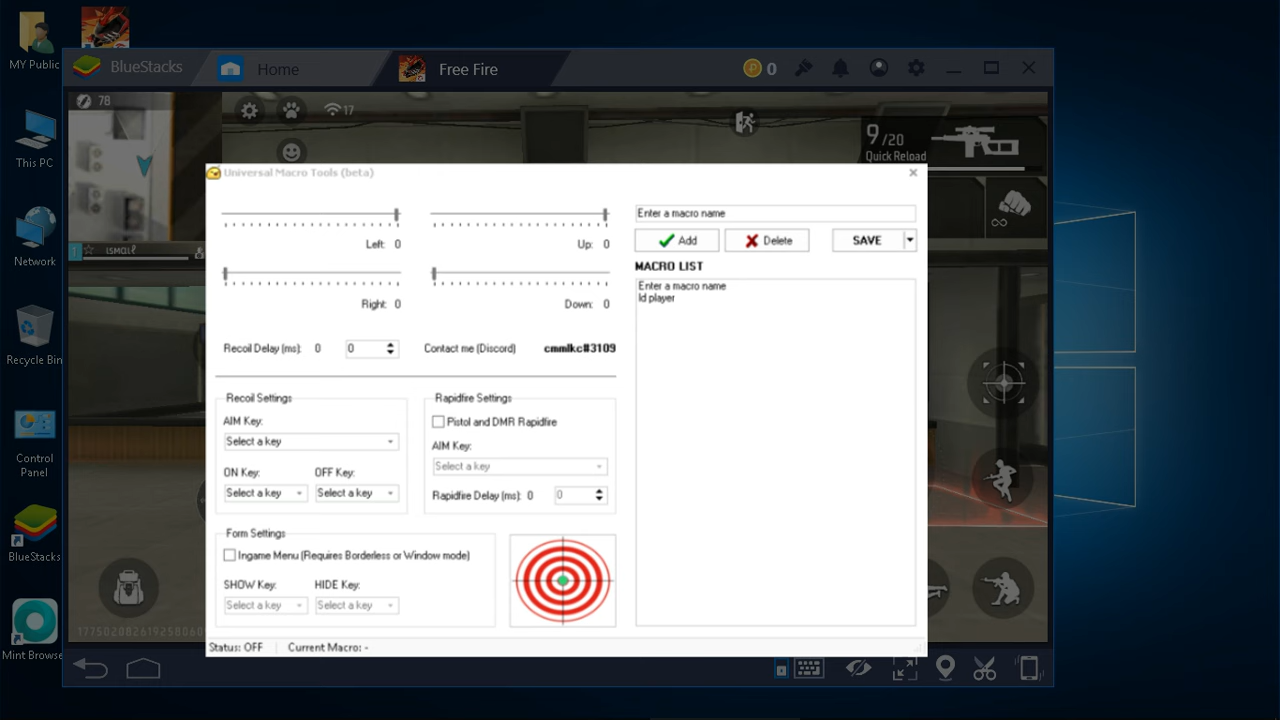 MY Public
This PC
Network
Recycle Bin
Control
Panel
BlueStacks
Mint Browse
BlueStacks
Home
Free Fire
0
78
17
9/20
Quick Reload
1
ısmaıℓ
Universal Macro Tools (beta)
Left: 0
Up: 0
Right: 0
Down: 0
Recoil Delay (ms): 0
0
Contact me (Discord)
cmmlkc#3109
Recoil Settings
AIM Key:
Select a key
ON Key:
OFF Key:
Select a key
Select a key
Rapidfire Settings
Pistol and DMR Rapidfire
AIM Key:
Select a key
Rapidfire Delay (ms): 0
0
Form Settings
Ingame Menu (Requires Borderless or Window mode)
SHOW Key:
HIDE Key:
Select a key
Select a key
Enter a macro name
Add
Delete
SAVE
MACRO LIST
Enter a macro name
ld player
Status: OFF
Current Macro: -